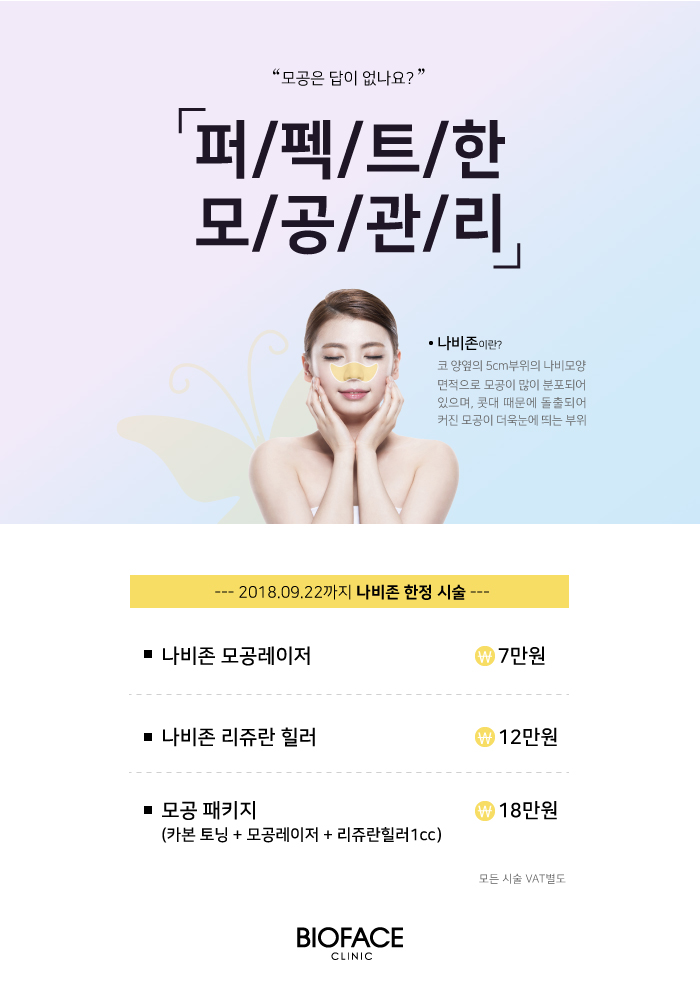 “모공은 답이 없나요?”
「퍼/펙/트/한
모/공/관/리」
• 나비존이란?
코 양옆의 5cm부위의 나비모양
면적으로 모공이 많이 분포되어
있으며, 콧대 때문에 돌출되어
커진 모공이 더욱눈에 띄는 부위
--- 2018.09.22까지 나비존 한정 시술 ---
■ 나비존 모공레이저 ₩ 7만원
■ 나비존 리쥬란 힐러 ₩ 12만원
■ 모공 패키지 ₩ 18만원
(카본 토닝 + 모공레이저 + 리쥬란힐러1cc)
모든 시술 VAT별도
BIOFACE
CLINIC